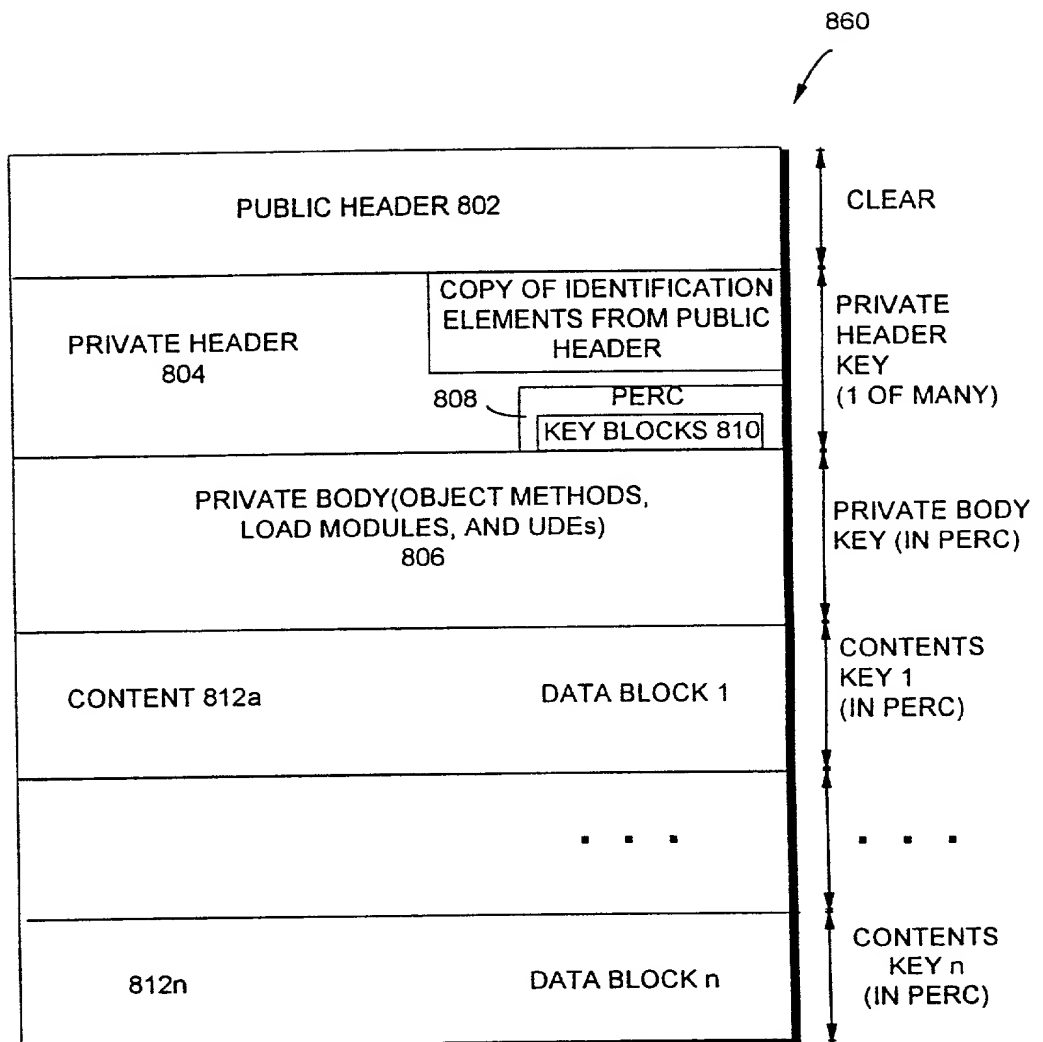 860
PUBLIC HEADER 802
CLEAR
COPY OF IDENTIFICATION
ELEMENTS FROM PUBLIC
HEADER
PRIVATE HEADER
804
PRIVATE
HEADER
KEY
(1 OF MANY)
808
PERC
KEY BLOCKS 810
PRIVATE BODY(OBJECT METHODS,
LOAD MODULES, AND UDEs)
806
PRIVATE BODY
KEY (IN PERC)
CONTENT 812a
DATA BLOCK 1
CONTENTS
KEY 1
(IN PERC)
. . .
. . .
812n
DATA BLOCK n
CONTENTS
KEY n
(IN PERC)